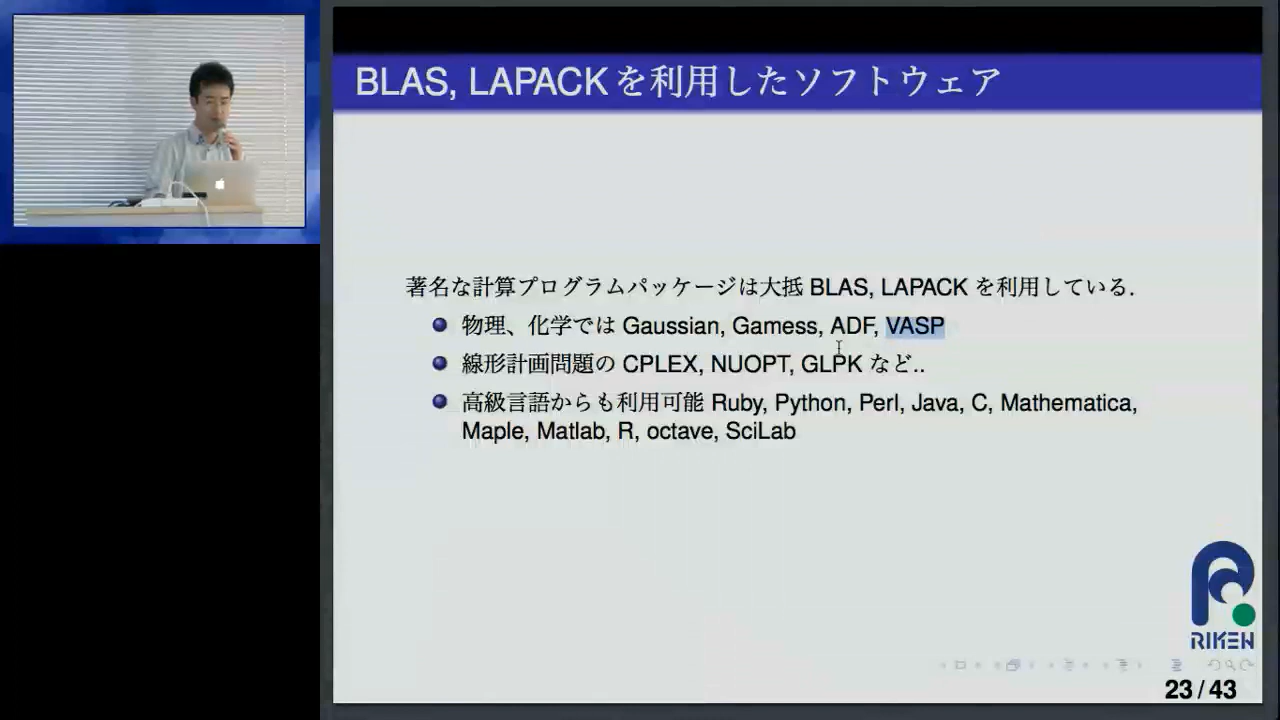 BLAS, LAPACK を利用したソフトウェア
著名な計算プログラムパッケージは大抵 BLAS, LAPACK を利用している.
物理、化学では Gaussian, Gamess, ADF, VASP
線形計画問題の CPLEX, NUOPT, GLPK など..
高級言語からも利用可能 Ruby, Python, Perl, Java, C, Mathematica,
Maple, Matlab, R, octave, SciLab
RIKEN
23 / 43